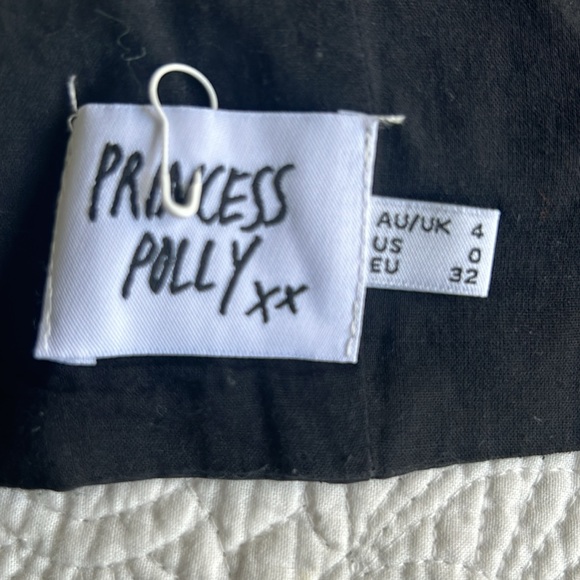 PRINCESS
POLLY xx
AU/UK 4
US 0
EU 32